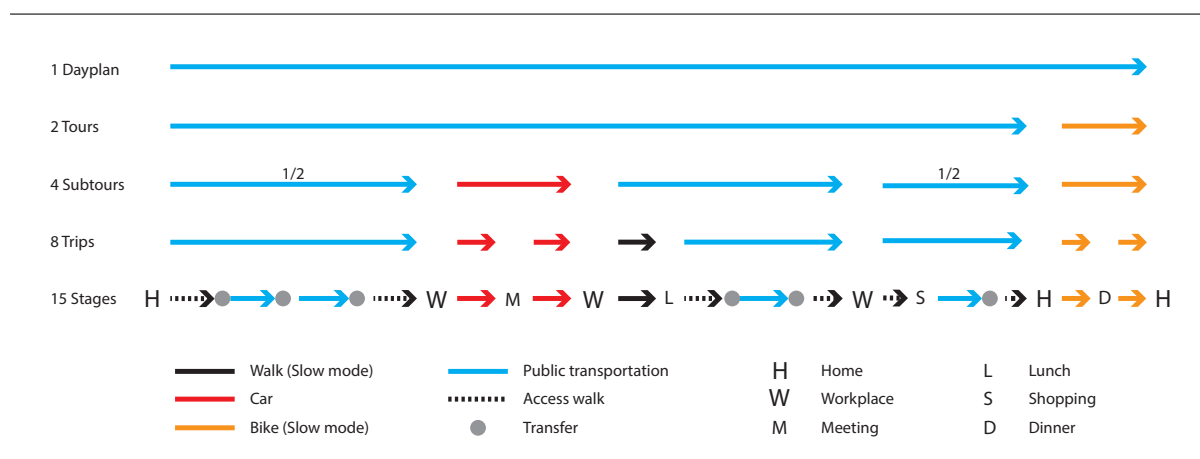 1 Dayplan
2 Tours
4 Subtours 1/2 1/2
8 Trips
15 Stages H W M W L W S H D H
Walk (Slow mode) Public transportation H Home L Lunch
Car Access walk W Workplace S Shopping
Bike (Slow mode) Transfer M Meeting D Dinner